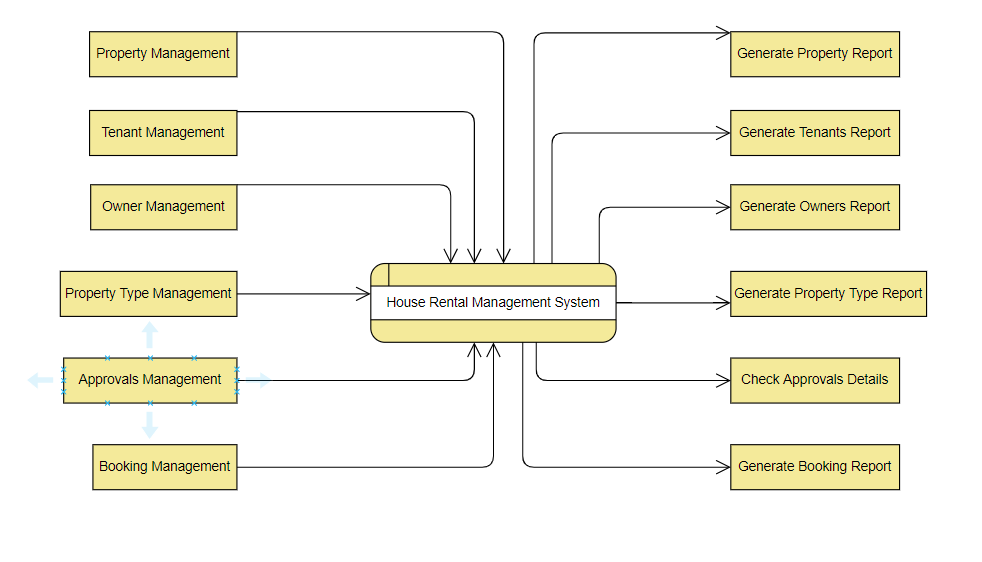 Property Management
Generate Property Report
Tenant Management
Generate Tenants Report
Owner Management
Generate Owners Report
Property Type Management
House Rental Management System
Generate Property Type Report
Approvals Management
Check Approvals Details
Booking Management
Generate Booking Report